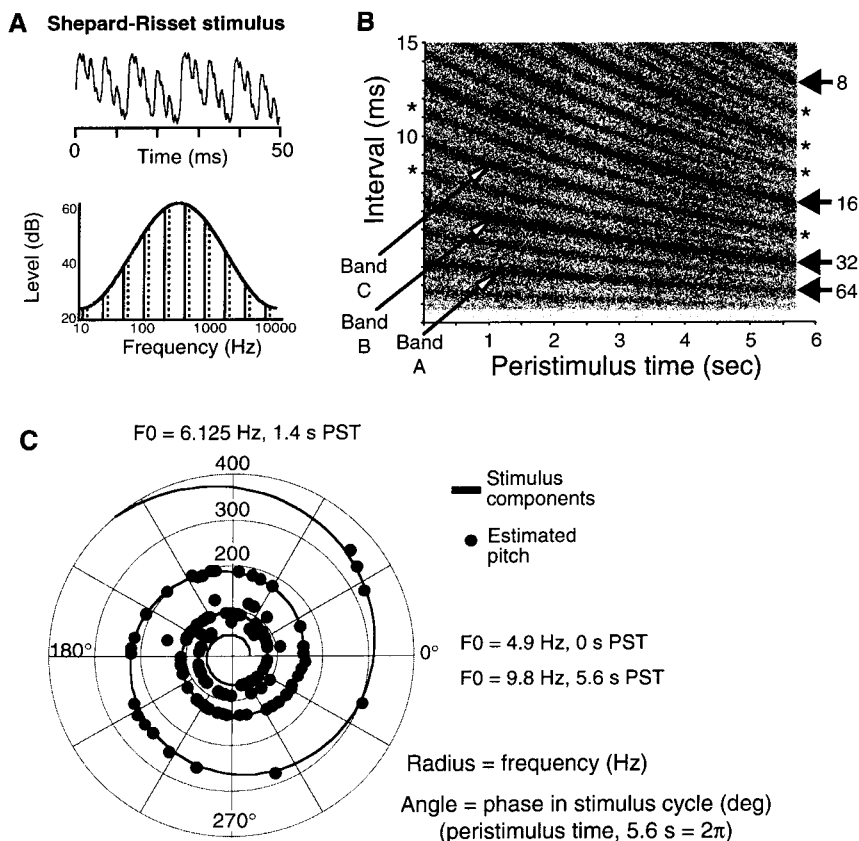 A Shepard-Risset stimulus
0 50
Time (ms)
Level (dB)
60
40
20
10 100 1000 10000
Frequency (Hz)
B
Interval (ms)
15
10
*
*
8
*
*
*
16
*
32
64
Band
C
Band
B
Band
A
1 2 3 4 5 6
Peristimulus time (sec)
C
F0 = 6.125 Hz, 1.4 s PST
400
300
200
180°
0°
270°
Stimulus
components
Estimated
pitch
F0 = 4.9 Hz, 0 s PST
F0 = 9.8 Hz, 5.6 s PST
Radius = frequency (Hz)
Angle = phase in stimulus cycle (deg)
(peristimulus time, 5.6 s = 2π)